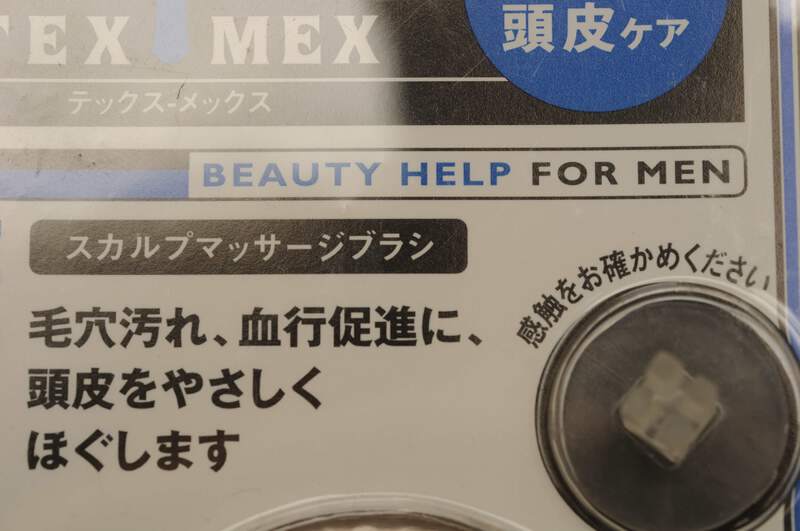 TEX MEX
頭皮ケア
テックス-メックス
BEAUTY HELP FOR MEN
スカルプマッサージブラシ
感触をお確かめください
毛穴汚れ、血行促進に、
頭皮をやさしく
ほぐします